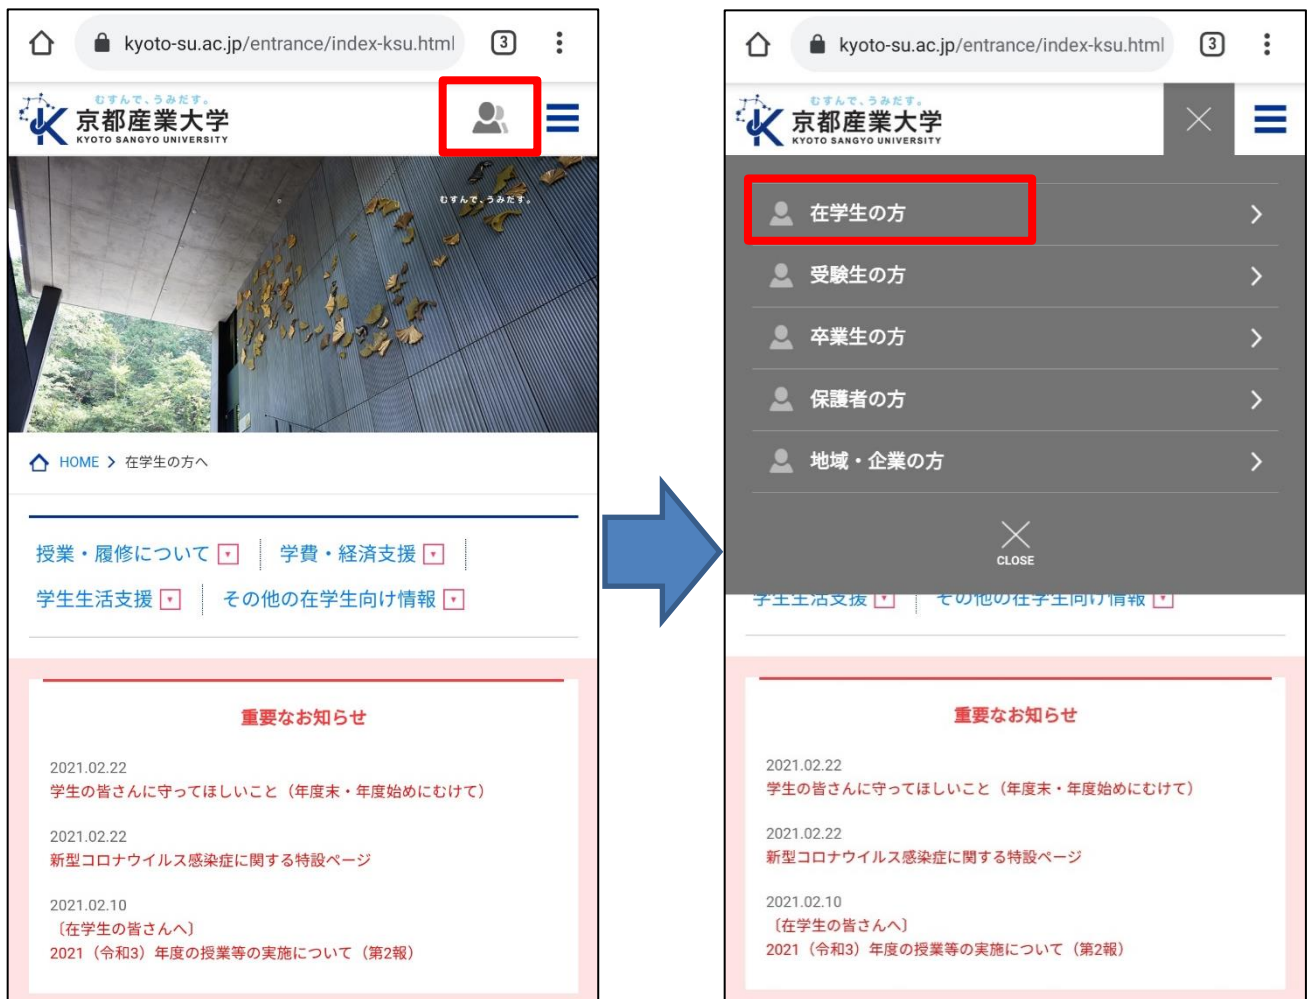 kyoto-su.ac.jp/entrance/index-ksu.html
3
むすんで、うみだす。
京都産業大学
KYOTO SANGYO UNIVERSITY
むすんで、うみだす。
HOME > 在学生の方へ
授業・履修について
学費・経済支援
学生生活支援
その他の在学生向け情報
重要なお知らせ
2021.02.22
学生の皆さんに守ってほしいこと（年度末・年度始めにむけて）
2021.02.22
新型コロナウイルス感染症に関する特設ページ
2021.02.10
〔在学生の皆さんへ〕
2021（令和3）年度の授業等の実施について（第2報）
kyoto-su.ac.jp/entrance/index-ksu.html
3
むすんで、うみだす。
京都産業大学
KYOTO SANGYO UNIVERSITY
在学生の方
受験生の方
卒業生の方
保護者の方
地域・企業の方
CLOSE
学生生活支援
その他の在学生向け情報
重要なお知らせ
2021.02.22
学生の皆さんに守ってほしいこと（年度末・年度始めにむけて）
2021.02.22
新型コロナウイルス感染症に関する特設ページ
2021.02.10
〔在学生の皆さんへ〕
2021（令和3）年度の授業等の実施について（第2報）